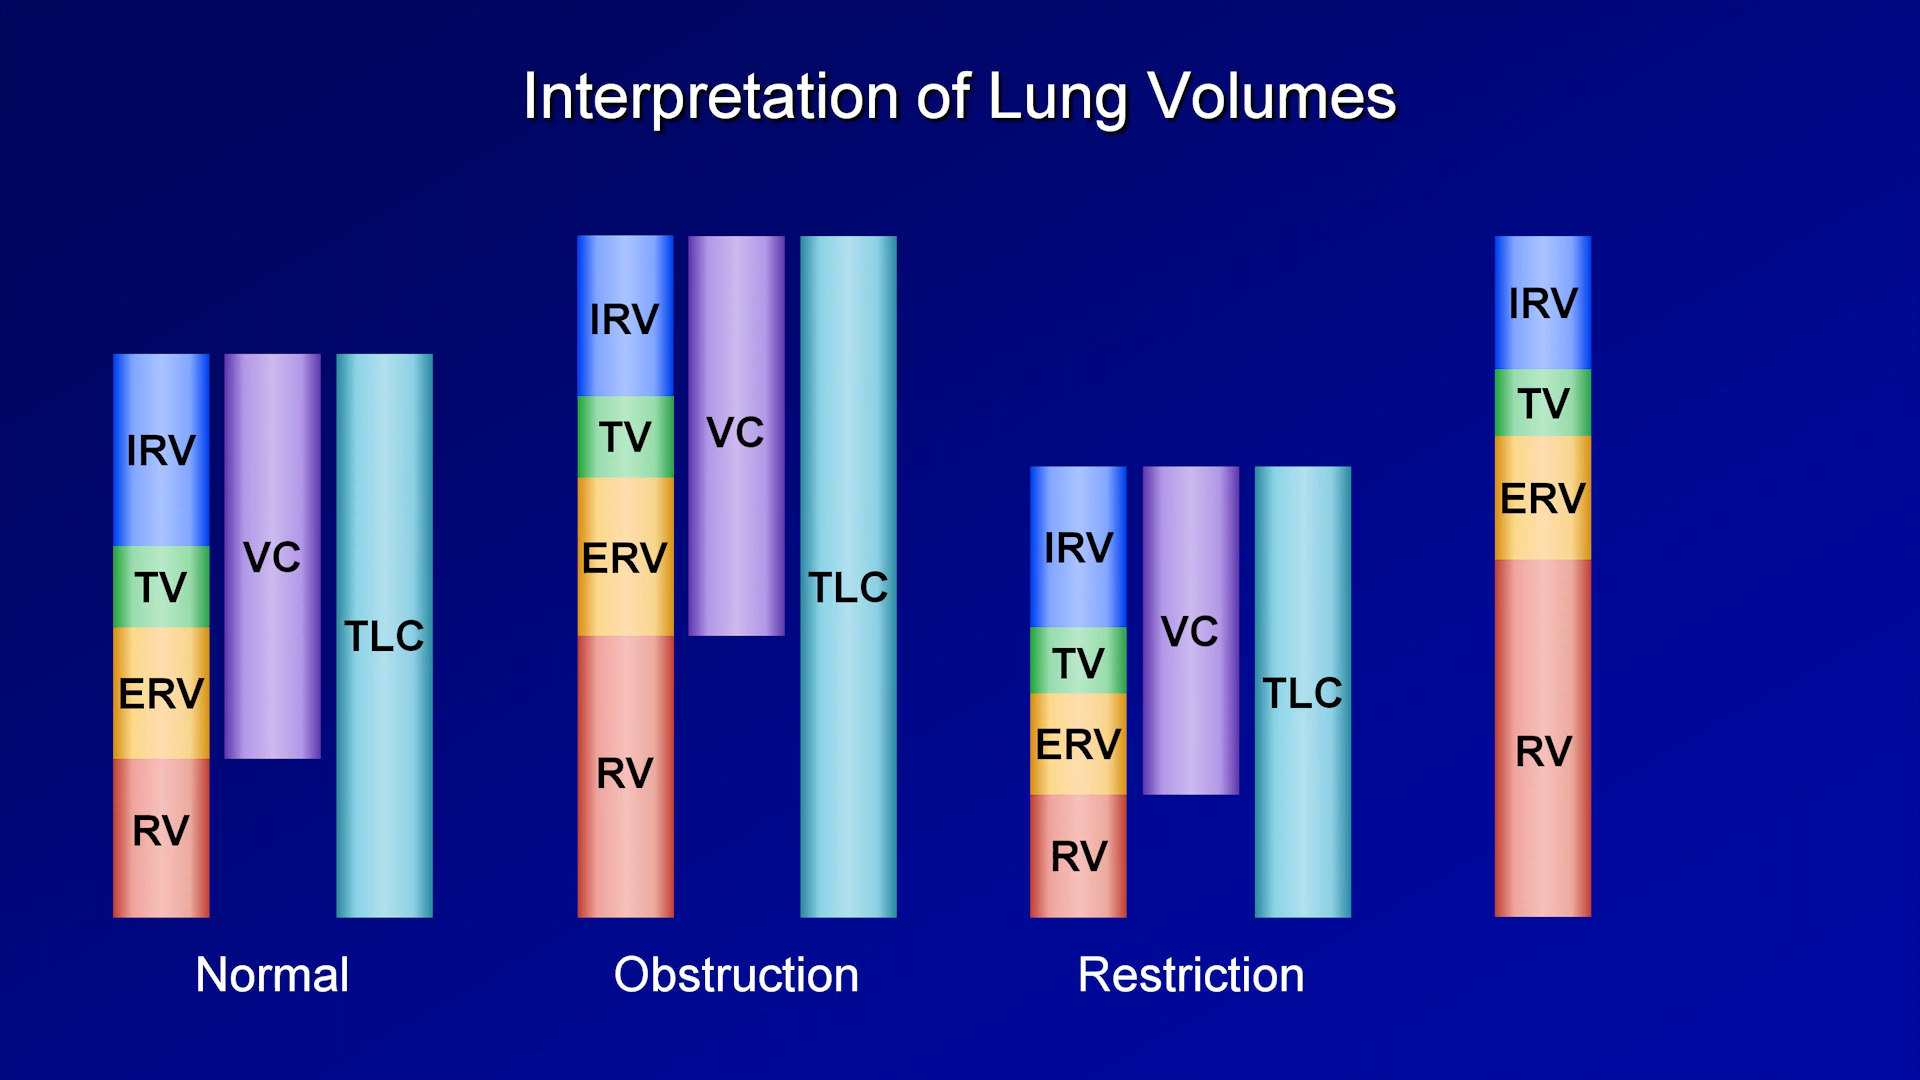 Interpretation of Lung Volumes
IRV
TV
ERV
RV
VC
TLC
Normal
IRV
TV
ERV
RV
VC
TLC
Obstruction
IRV
TV
ERV
RV
VC
TLC
Restriction
IRV
TV
ERV
RV